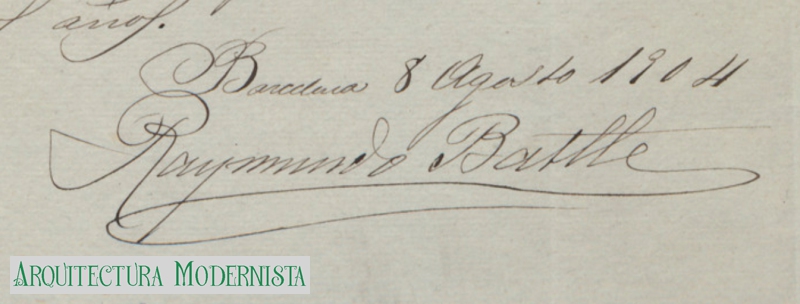 años.
Barcelona 8 Agosto 1904
Raymundo Batlle
ARQUITECTURA MODERNISTA